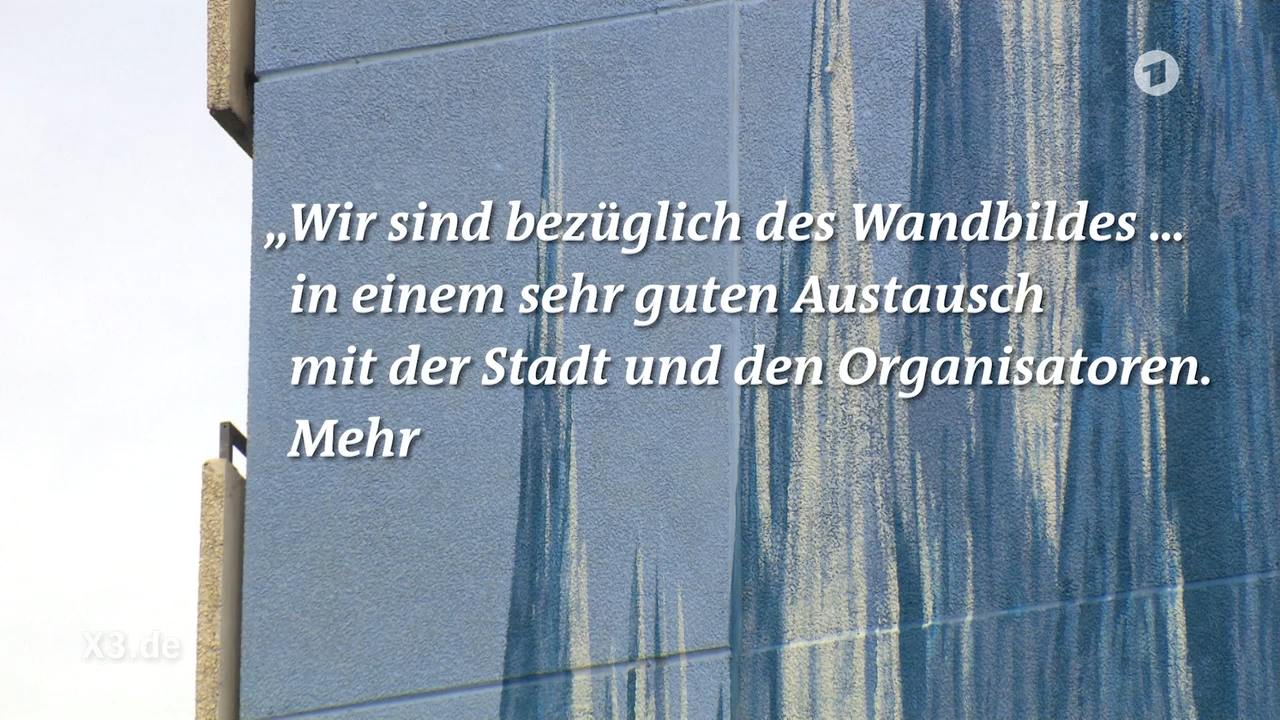 „Wir sind bezüglich des Wandbildes ...
in einem sehr guten Austausch
mit der Stadt und den Organisatoren.
Mehr
X3.de
1